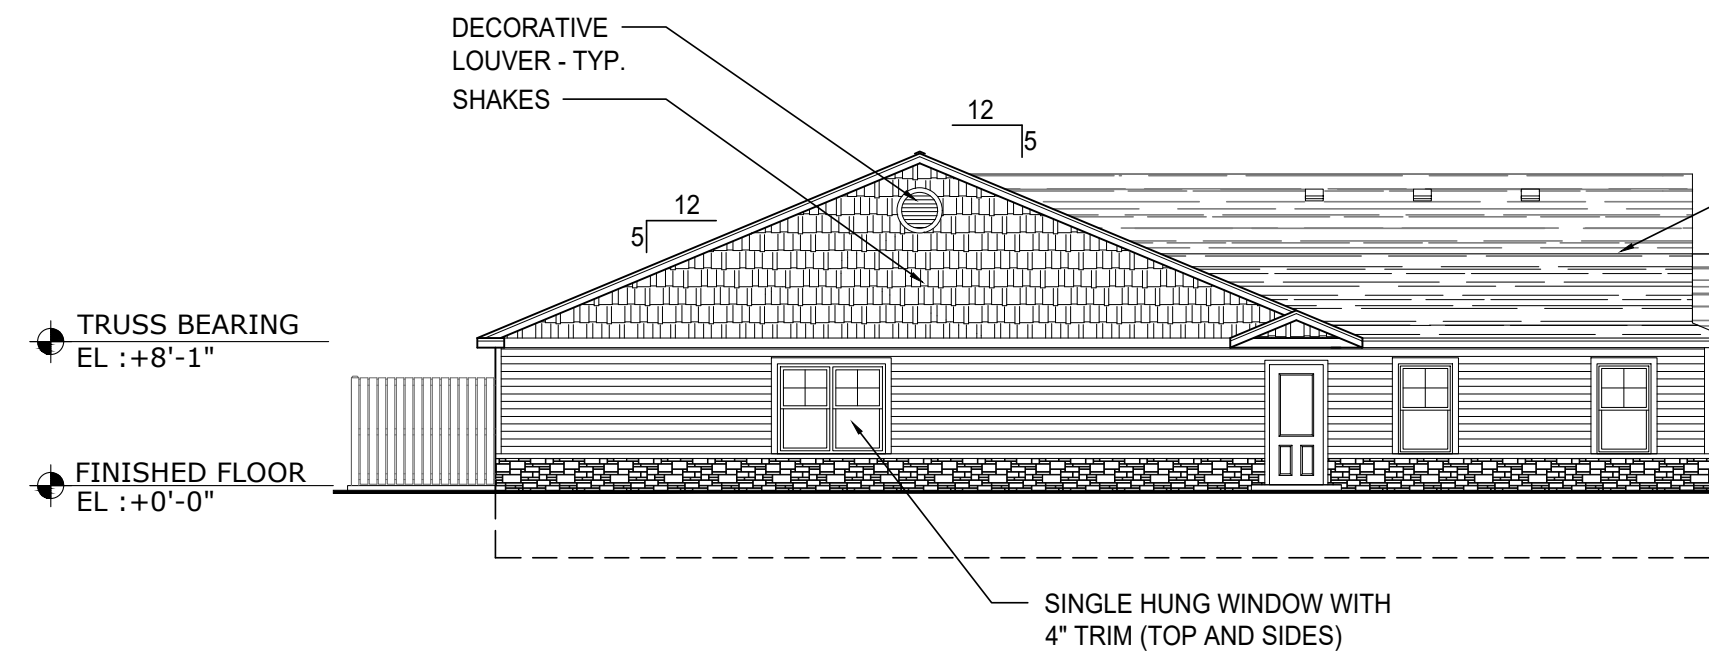 DECORATIVE
LOUVER - TYP.
SHAKES
12
5
12
5
TRUSS BEARING
EL :+8'-1"
FINISHED FLOOR
EL :+0'-0"
SINGLE HUNG WINDOW WITH
4" TRIM (TOP AND SIDES)